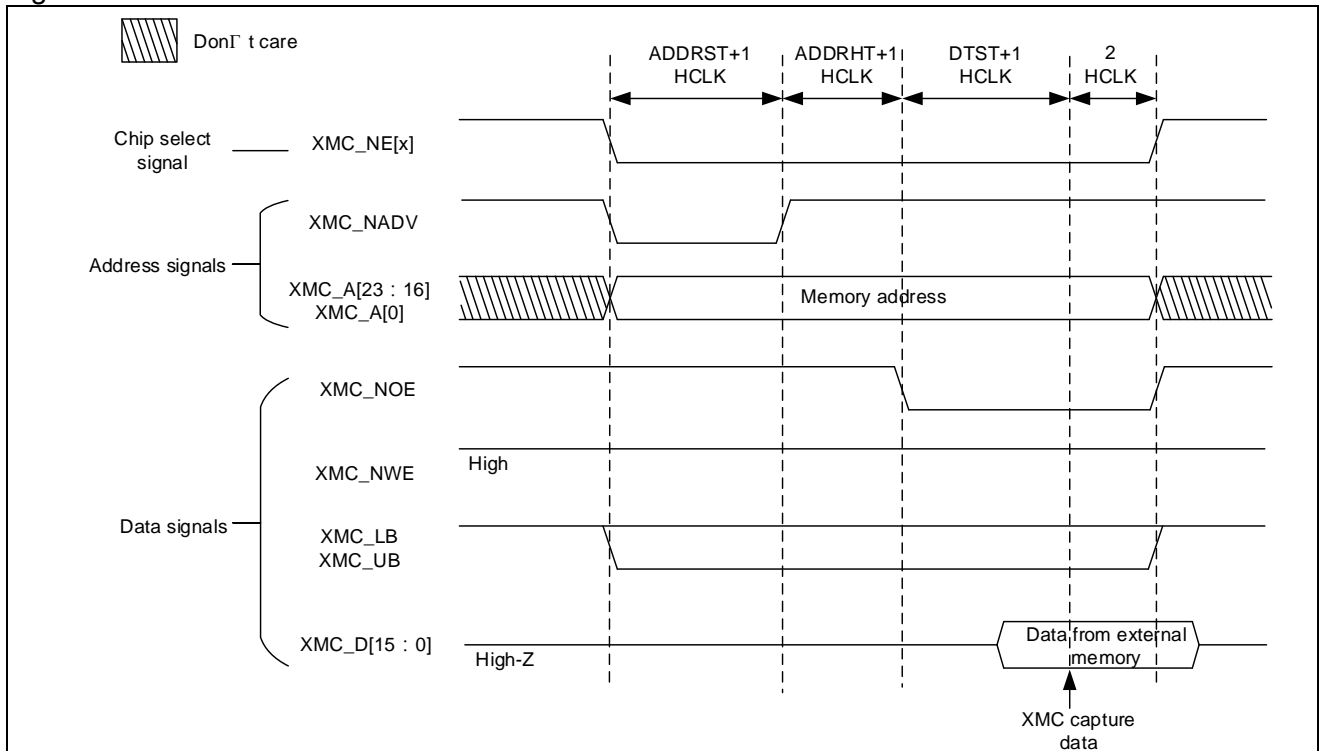 DonΓ t care
ADDRST+1
HCLK
ADDRHT+1
HCLK
DTST+1
HCLK
2
HCLK
Chip select
signal
XMC_NE[x]
Address signals
XMC_NADV
XMC_A[23 : 16]
XMC_A[0]
Memory address
Data signals
XMC_NOE
XMC_NWE
High
XMC_LB
XMC_UB
XMC_D[15 : 0]
High-Z
Data from external
memory
XMC capture
data